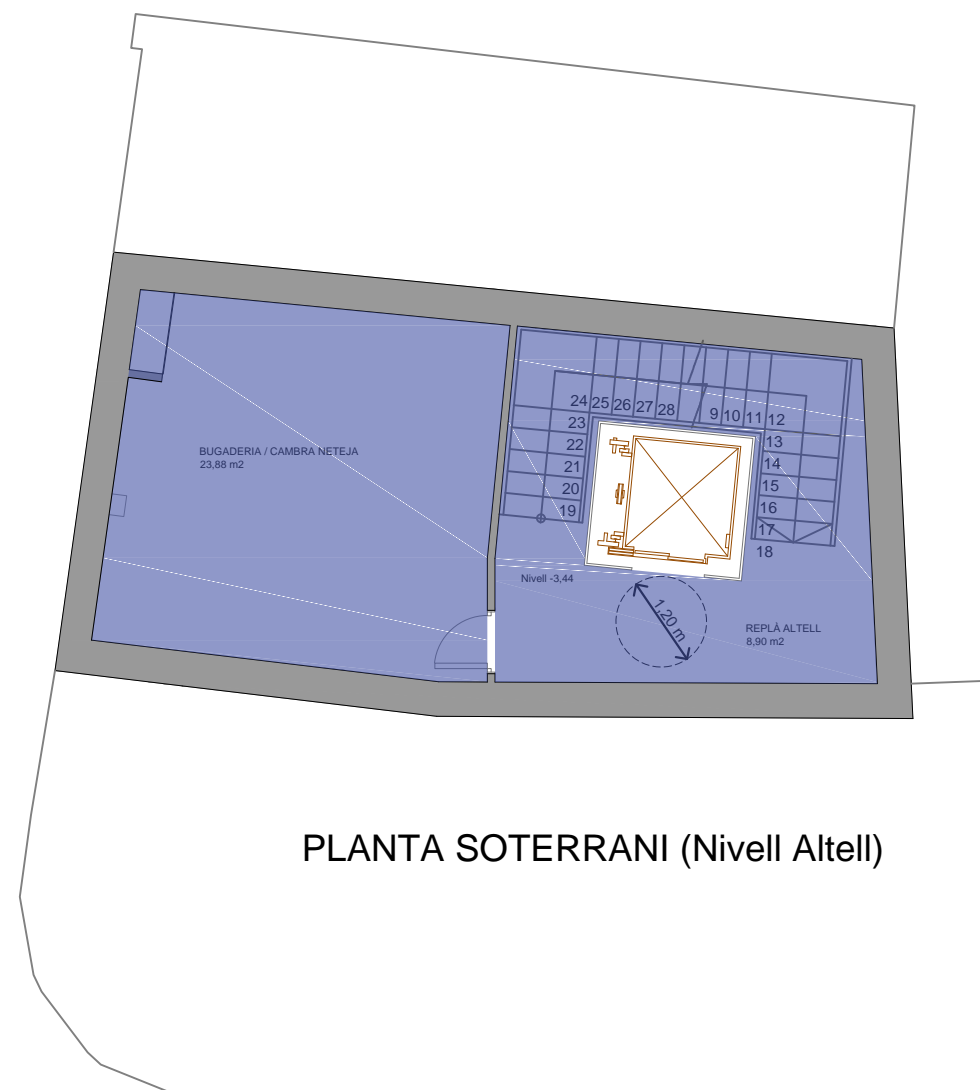 24 25 26 27 28 9 10 11 12
23 13
22 14
21 15
20 16
19 17
18
BUGADERIA / CAMBRA NETEJA
23,88 m2
Nivell -3,44
1,20 m
REPLÀ ALTELL
8,90 m2
PLANTA SOTERRANI (Nivell Altell)